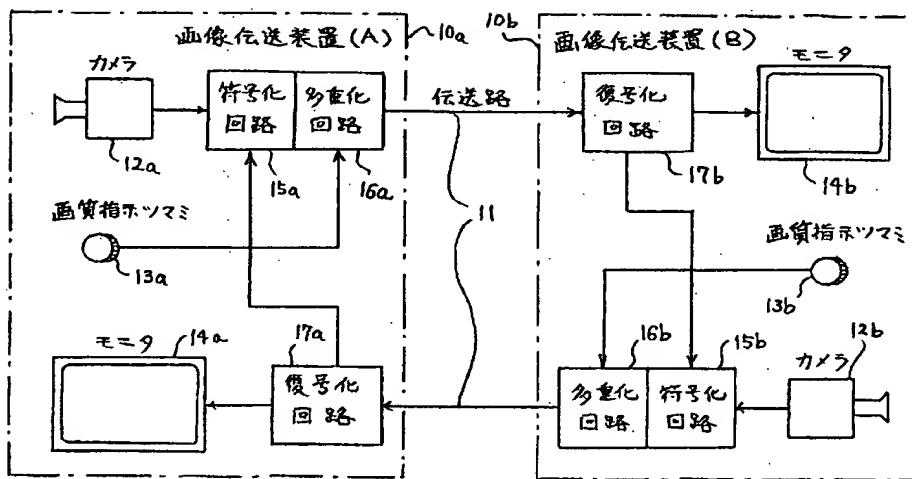 画像伝送装置(A)
10a
カメラ
12a
符号化
回路
15a
多重化
回路
16a
伝送路
11
画質指示ツマミ
13a
モニタ
14a
17a
復号化
回路
10b
画像伝送装置(B)
復号化
回路
17b
モニタ
14b
画質指示ツマミ
13b
16b
多重化
回路
15b
符号化
回路
カメラ
12b